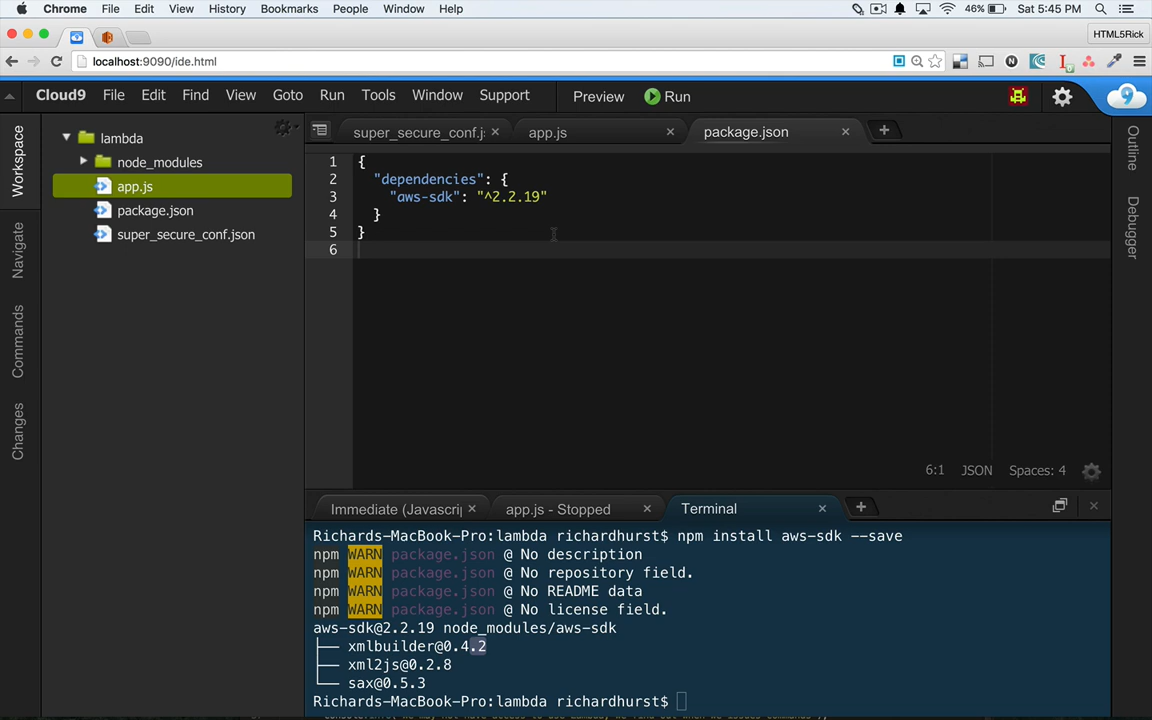 Chrome File Edit View History Bookmarks People Window Help 46% Sat 5:45 PM
HTML5Rick
localhost:9090/ide.html
Cloud9 File Edit Find View Goto Run Tools Window Support Preview Run
Workspace
Navigate
Commands
Changes
lambda
node_modules
app.js
package.json
super_secure_conf.json
super_secure_conf.js app.js package.json
1 {
2 "dependencies": {
3 "aws-sdk": "^2.2.19"
4 }
5 }
6
6:1 JSON Spaces: 4
Outline
Debugger
Immediate (Javascrip app.js - Stopped Terminal
Richards-MacBook-Pro:lambda richardhurst$ npm install aws-sdk --save
npm WARN package.json @ No description
npm WARN package.json @ No repository field.
npm WARN package.json @ No README data
npm WARN package.json @ No license field.
aws-sdk@2.2.19 node_modules/aws-sdk
├── xmlbuilder@0.4.2
├── xml2js@0.2.8
└── sax@0.5.3
Richards-MacBook-Pro:lambda richardhurst$